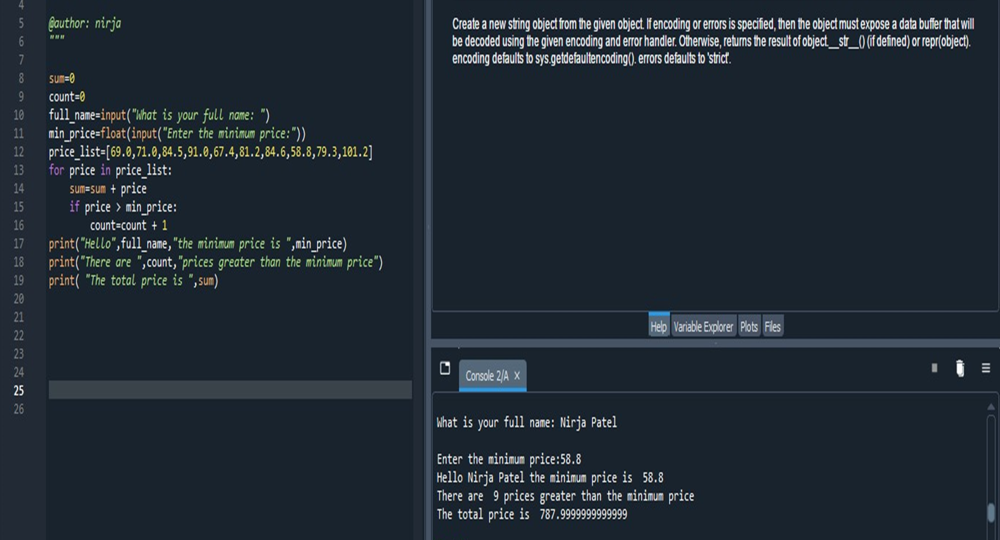 4
5 @author: nirja
6 """
7
8 sum=0
9 count=0
10 full_name=input("What is your full name: ")
11 min_price=float(input("Enter the minimum price:"))
12 price_list=[69.0,71.0,84.5,91.0,67.4,81.2,84.6,58.8,79.3,101.2]
13 for price in price_list:
14     sum=sum + price
15     if price > min_price:
16         count=count + 1
17 print("Hello",full_name,"the minimum price is ",min_price)
18 print("There are ",count,"prices greater than the minimum price")
19 print( "The total price is ",sum)
20
21
22
23
24
25
26
Create a new string object from the given object. If encoding or errors is specified, then the object must expose a data buffer that will
be decoded using the given encoding and error handler. Otherwise, returns the result of object.__str__() (if defined) or repr(object).
encoding defaults to sys.getdefaultencoding(). errors defaults to 'strict'.
Help Variable Explorer Plots Files
Console 2/A ×
What is your full name: Nirja Patel
Enter the minimum price:58.8
Hello Nirja Patel the minimum price is  58.8
There are  9 prices greater than the minimum price
The total price is  787.9999999999999